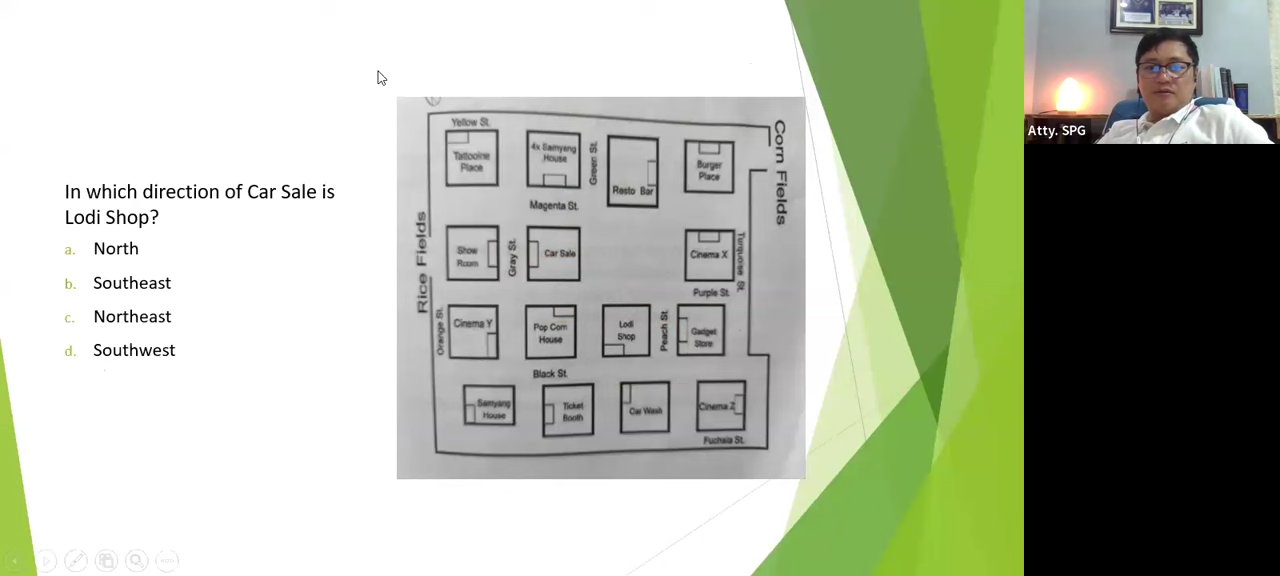 In which direction of Car Sale is
Lodi Shop?
a. North
b. Southeast
c. Northeast
d. Southwest
Yellow St.
Tattooine
Place
4x Samyang
House
Green St.
Resto Bar
Burger
Place
Corn Fields
Magenta St.
Rice Fields
Show
Room
Gray St.
Car Sale
Cinema X
Turquoise St.
Purple St.
Orange St.
Cinema Y
Pop Corn
House
Lodi
Shop
Peach St.
Gadget
Store
Black St.
Samyang
House
Ticket
Booth
Car Wash
Cinema Z
Fuchsia St.
Atty. SPG